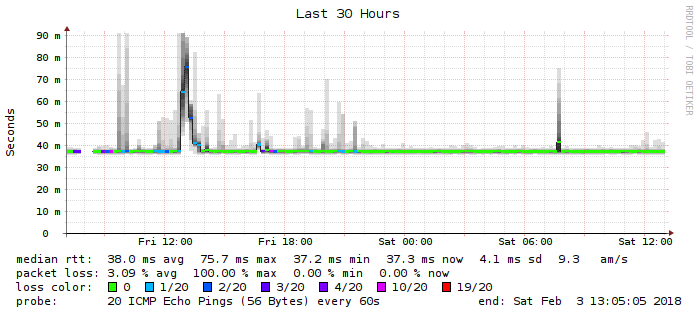 Last 30 Hours
RRDTOOL / TOBI OETIKER
Seconds
90 m
80 m
70 m
60 m
50 m
40 m
30 m
20 m
10 m
0
Fri 12:00 Fri 18:00 Sat 00:00 Sat 06:00 Sat 12:00
median rtt: 38.0 ms avg 75.7 ms max 37.2 ms min 37.3 ms now 4.1 ms sd 9.3 am/s
packet loss: 3.09 % avg 100.00 % max 0.00 % min 0.00 % now
loss color: 0 1/20 2/20 3/20 4/20 10/20 19/20
probe: 20 ICMP Echo Pings (56 Bytes) every 60s end: Sat Feb 3 13:05:05 2018